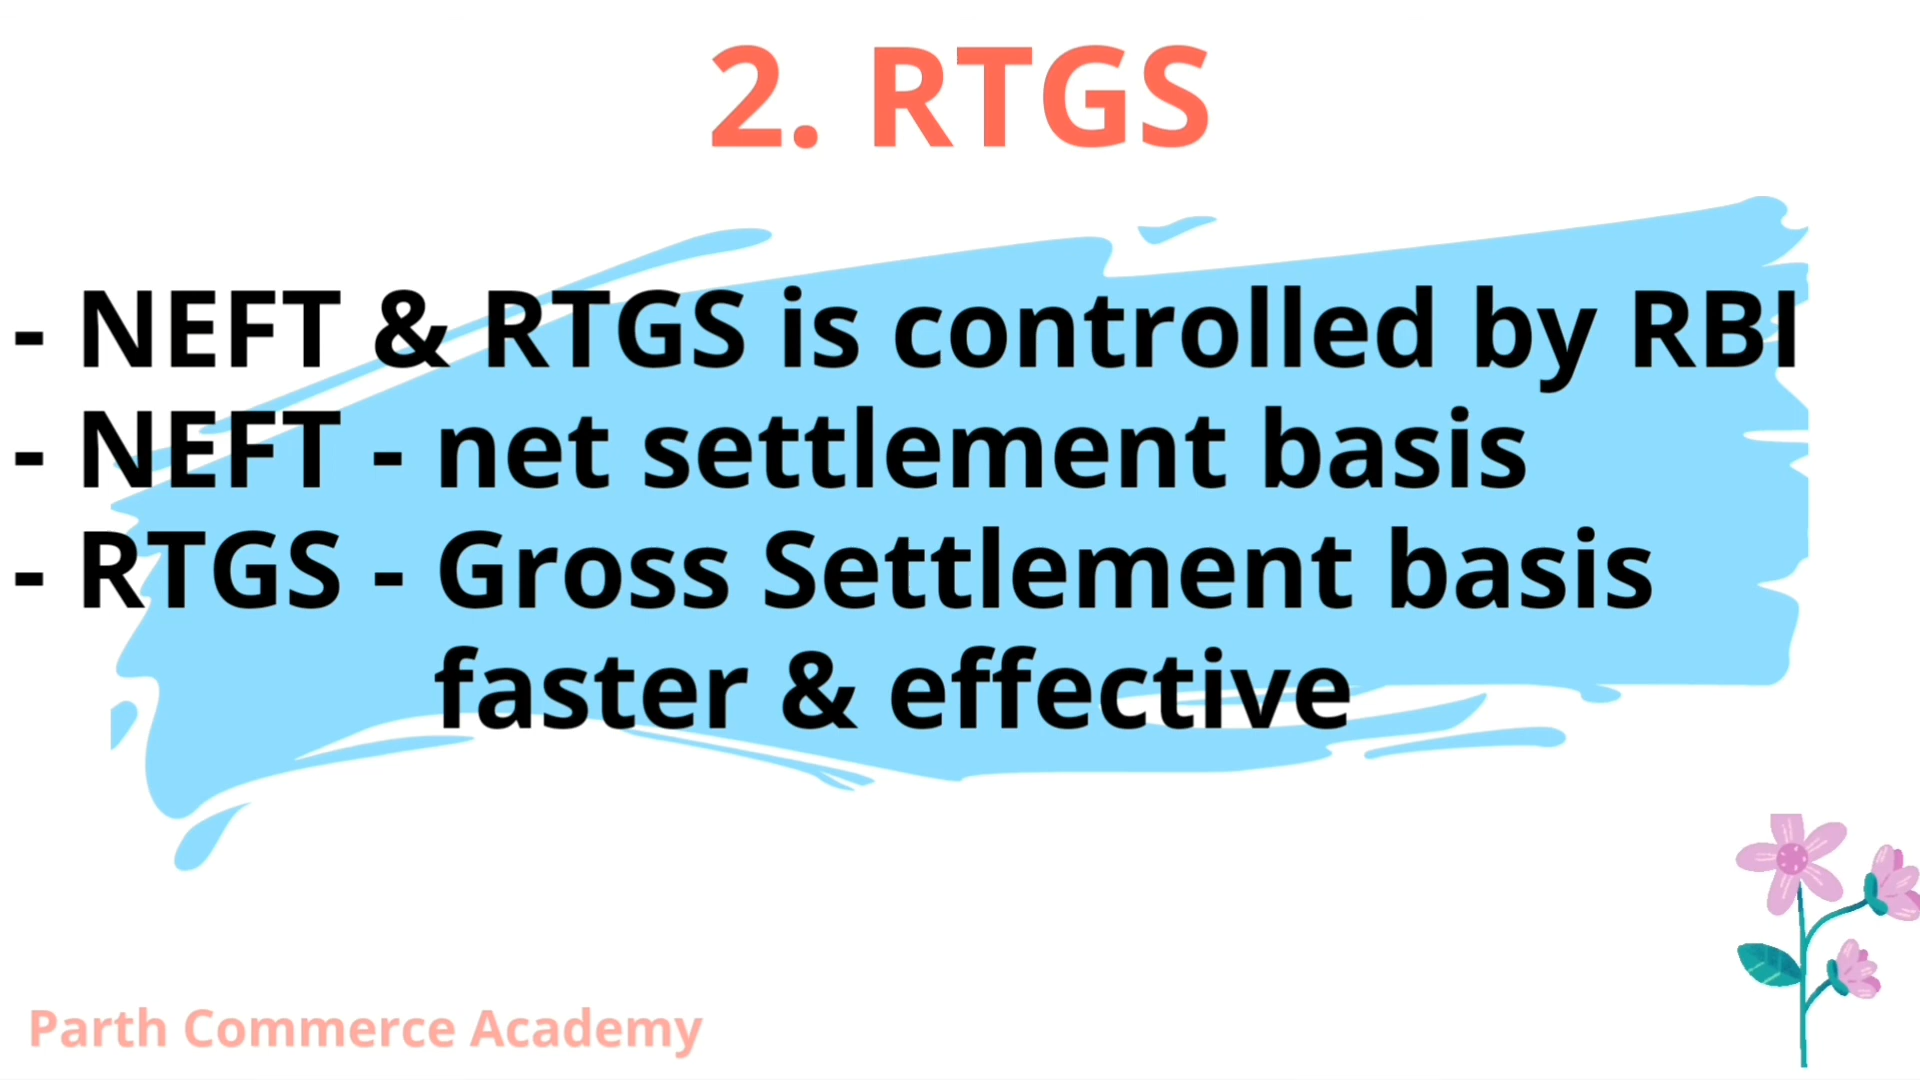 2. RTGS
- NEFT & RTGS is controlled by RBI
- NEFT - net settlement basis
- RTGS - Gross Settlement basis
faster & effective
Parth Commerce Academy